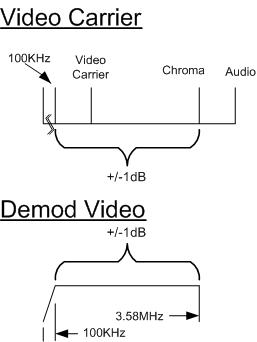 Video Carrier
100KHz
Video
Carrier
Chroma
Audio
+/-1dB
Demod Video
+/-1dB
3.58MHz
100KHz